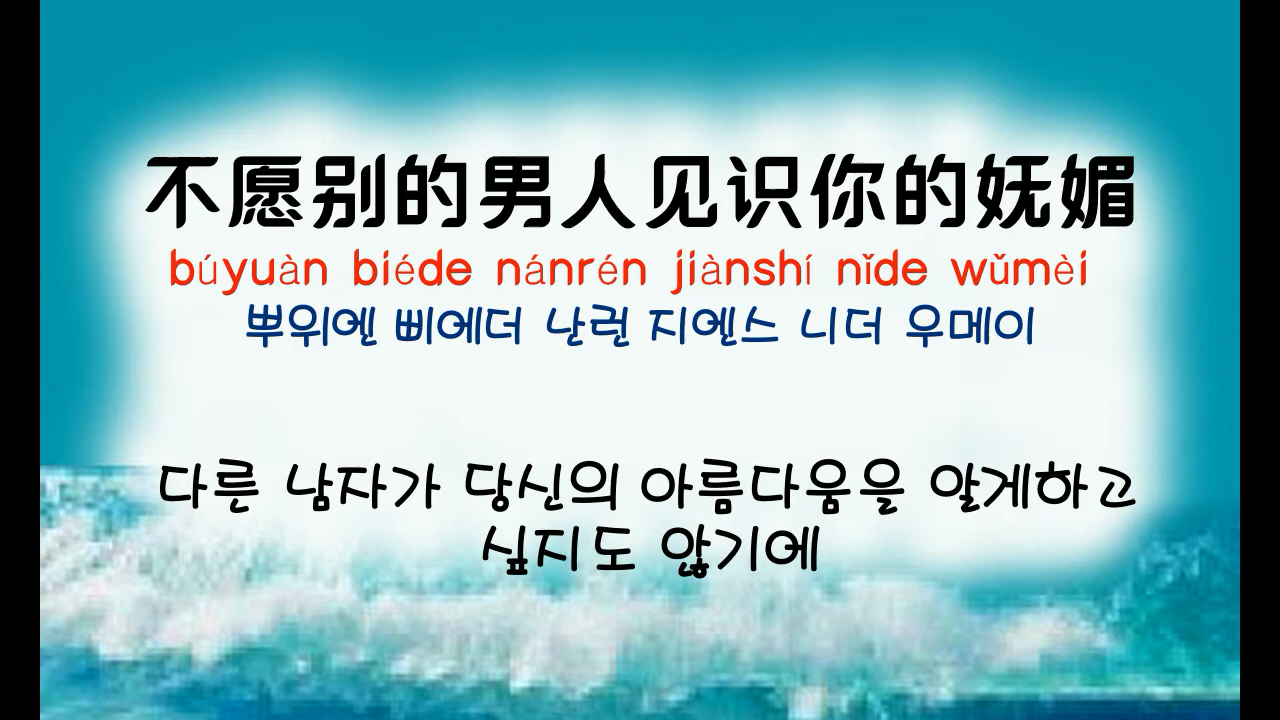 不愿别的男人见识你的妩媚
búyuàn biéde nánrén jiànshí nǐde wǔmèi
뿌위엔 삐에더 난런 지엔스 니더 우메이
다른 남자가 당신의 아름다움을 알게하고
싶지도 않기에